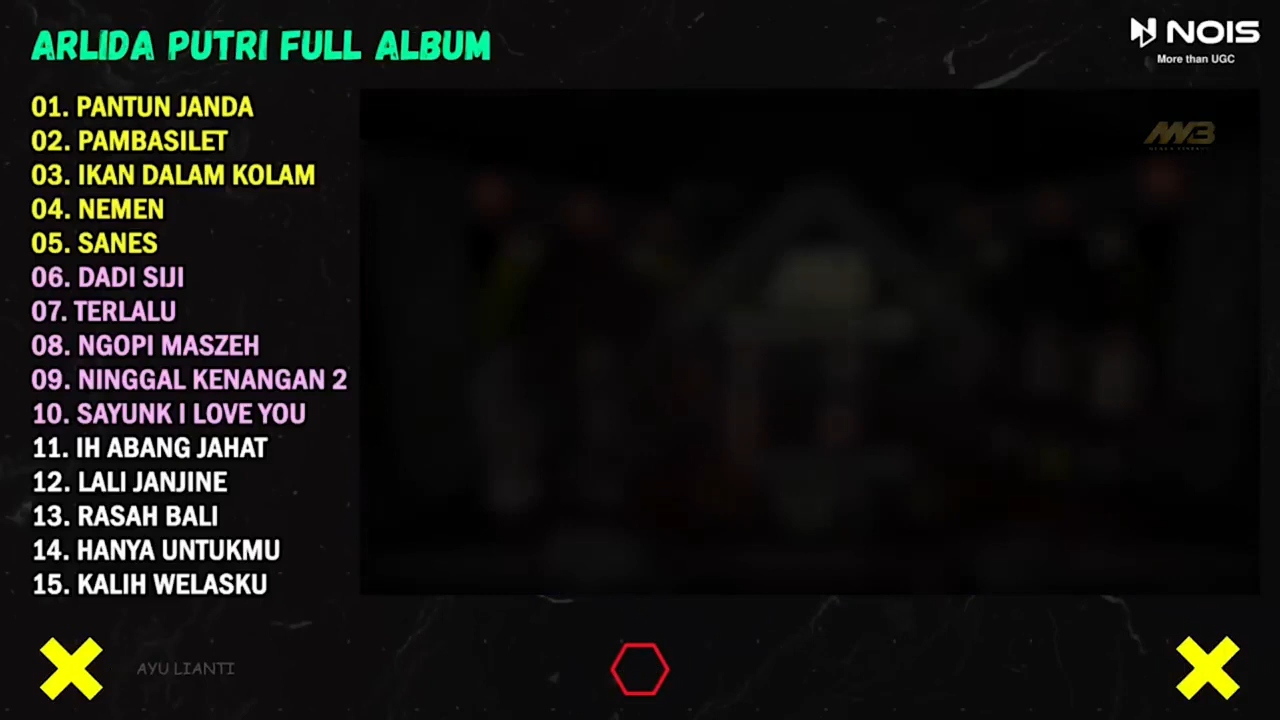 ARLIDA PUTRI FULL ALBUM
NOIS
More than UGC
01. PANTUN JANDA
02. PAMBASILET
03. IKAN DALAM KOLAM
04. NEMEN
05. SANES
06. DADI SIJI
07. TERLALU
08. NGOPI MASZEH
09. NINGGAL KENANGAN 2
10. SAYUNK I LOVE YOU
11. IH ABANG JAHAT
12. LALI JANJINE
13. RASAH BALI
14. HANYA UNTUKMU
15. KALIH WELASKU
AYU LIANTI